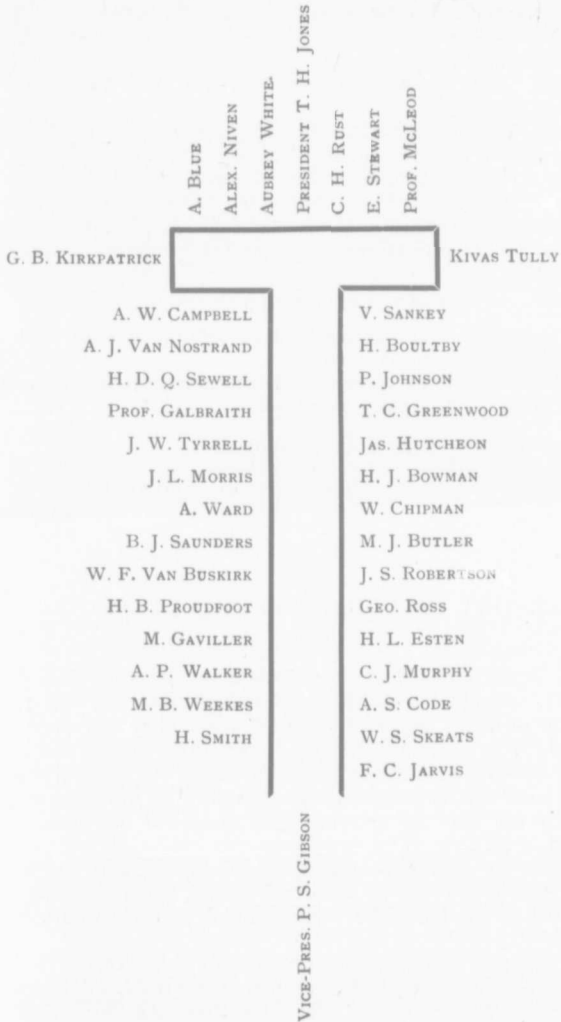 A. BLUE
ALEX. NIVEN
AUBREY WHITE
PRESIDENT T. H. JONES
C. H. RUST
E. STEWART
PROF. MCLEOD
G. B. KIRKPATRICK
KIVAS TULLY
A. W. CAMPBELL
A. J. VAN NOSTRAND
H. D. Q. SEWELL
PROF. GALBRAITH
J. W. TYRRELL
J. L. MORRIS
A. WARD
B. J. SAUNDERS
W. F. VAN BUSKIRK
H. B. PROUDFOOT
M. GAVILLER
A. P. WALKER
M. B. WEEKES
H. SMITH
V. SANKEY
H. BOULTBY
P. JOHNSON
T. C. GREENWOOD
JAS. HUTCHEON
H. J. BOWMAN
W. CHIPMAN
M. J. BUTLER
J. S. ROBERTSON
GEO. ROSS
H. L. ESTEN
C. J. MURPHY
A. S. CODE
W. S. SKEATS
F. C. JARVIS
VICE-PRES. P. S. GIBSON